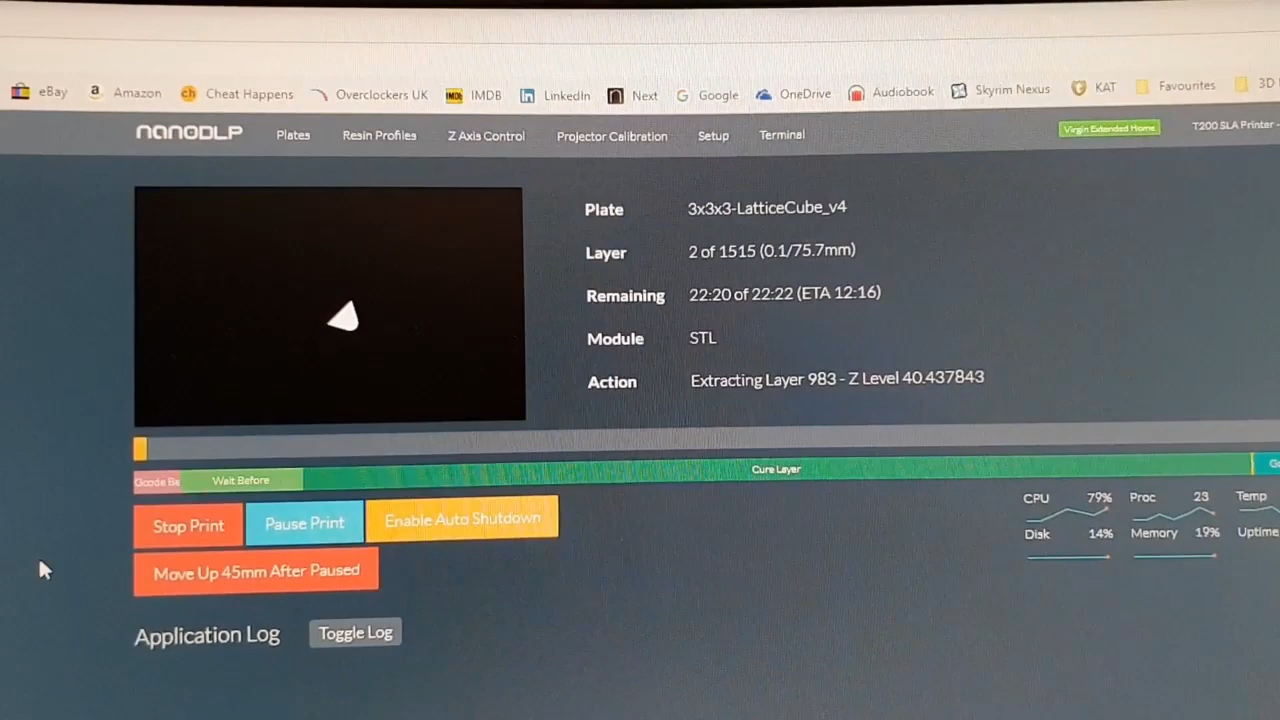 eBay Amazon Cheat Happens Overclockers UK IMDB IMDB LinkedIn Next Google OneDrive Audiobook Skyrim Nexus KAT Favourites 3D
nanoDLP Plates Resin Profiles Z Axis Control Projector Calibration Setup Terminal Virgin Extended Home T200 SLA Printer -
Plate 3x3x3-LatticeCube_v4
Layer 2 of 1515 (0.1/75.7mm)
Remaining 22:20 of 22:22 (ETA 12:16)
Module STL
Action Extracting Layer 983 - Z Level 40.437843
Gcode Be Wait Before Cure Layer
Stop Print Pause Print Enable Auto Shutdown
CPU 79% Proc 23 Temp
Disk 14% Memory 19% Uptime
Move Up 45mm After Paused
Application Log Toggle Log